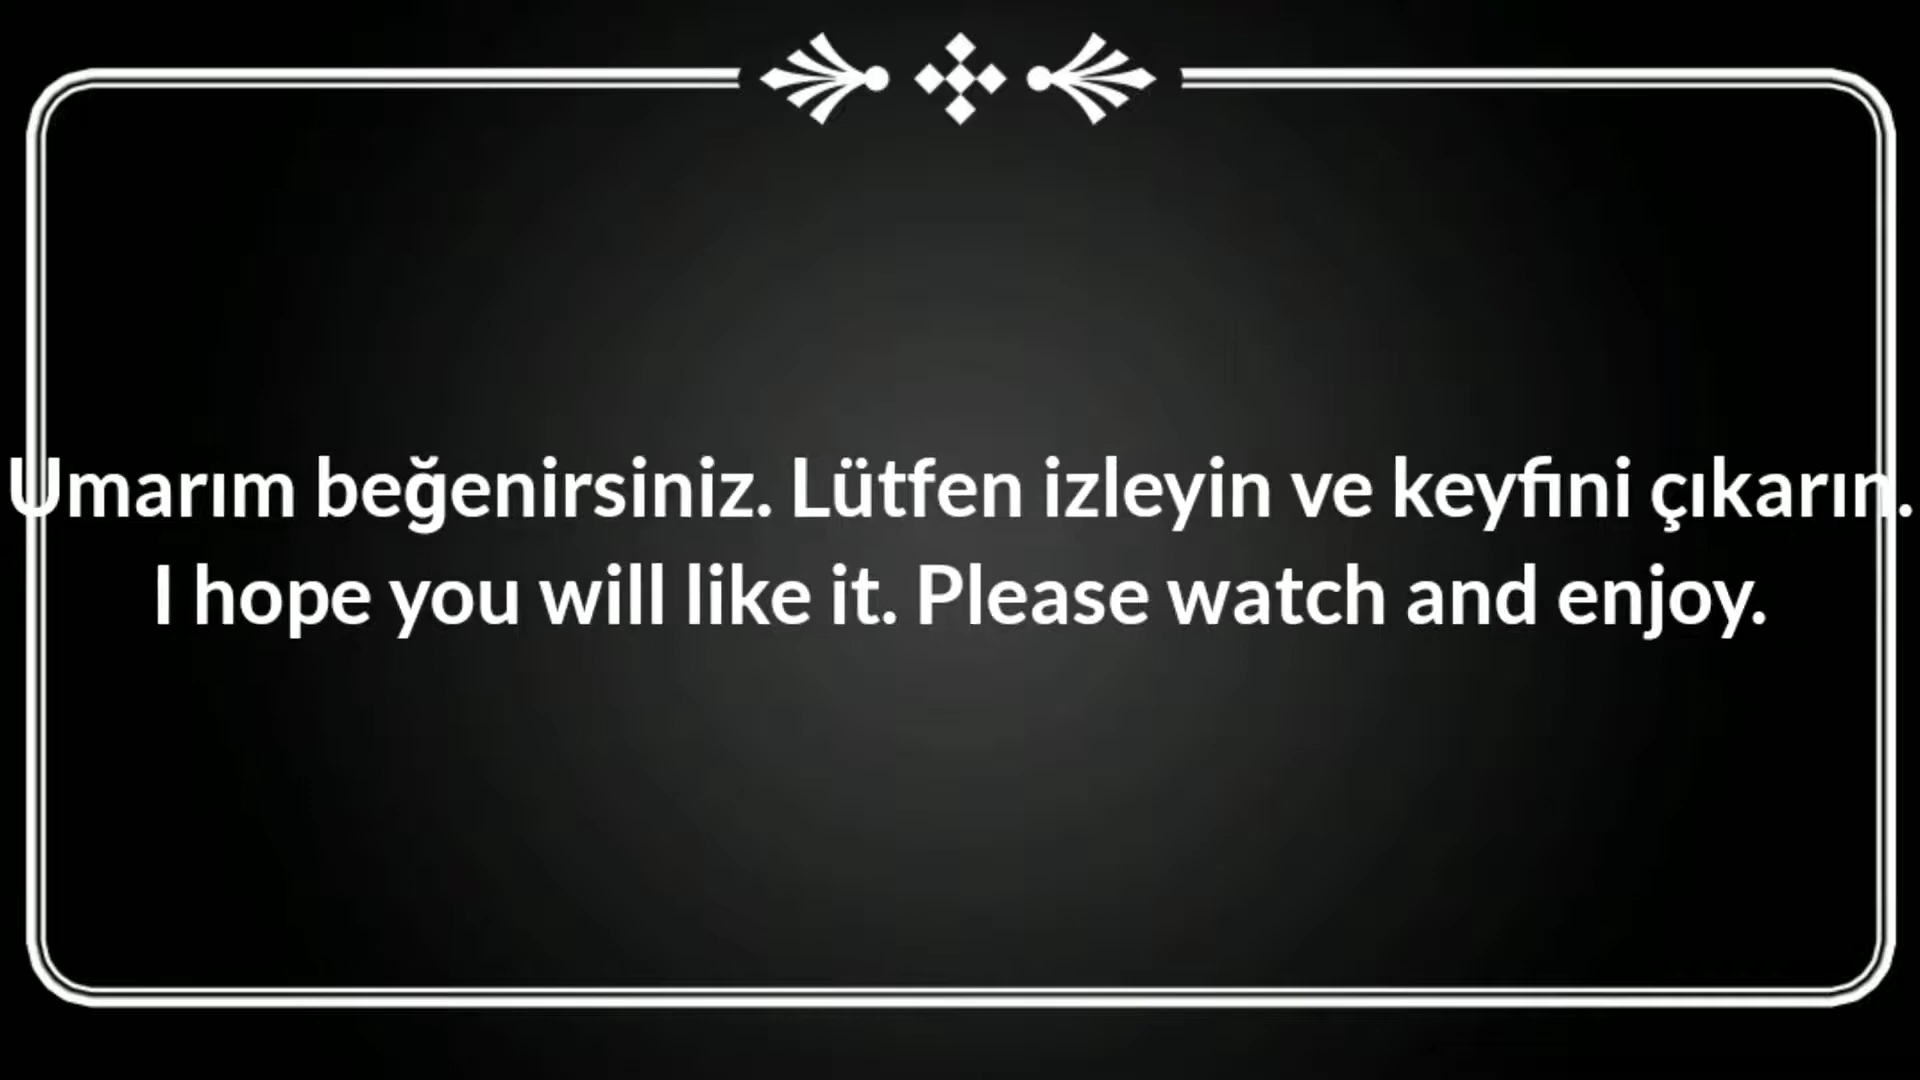 Umarım beğenirsiniz. Lütfen izleyin ve keyfini çıkarın.
I hope you will like it. Please watch and enjoy.